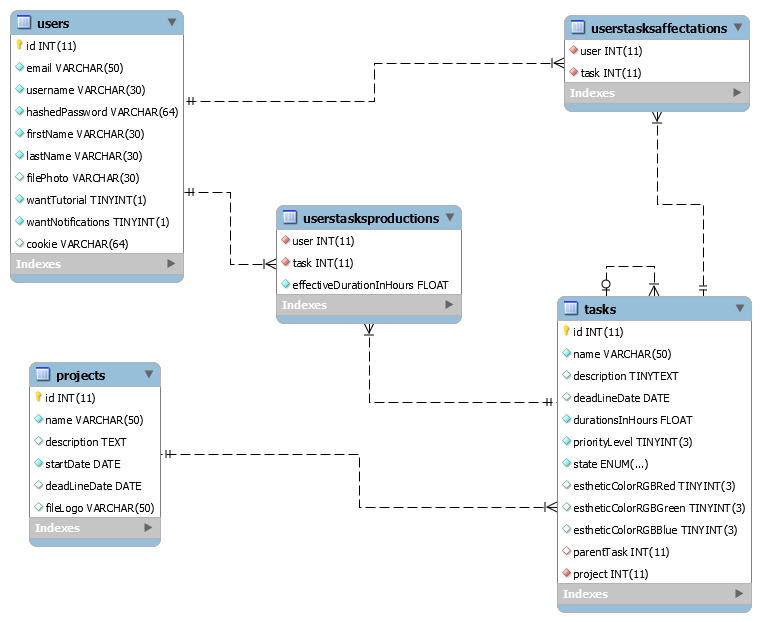 users
id INT(11)
email VARCHAR(50)
username VARCHAR(30)
hashedPassword VARCHAR(64)
firstName VARCHAR(30)
lastName VARCHAR(30)
filePhoto VARCHAR(30)
wantTutorial TINYINT(1)
wantNotifications TINYINT(1)
cookie VARCHAR(64)
Indexes
userstasksaffectations
user INT(11)
task INT(11)
Indexes
userstasksproductions
user INT(11)
task INT(11)
effectiveDurationInHours FLOAT
Indexes
projects
id INT(11)
name VARCHAR(50)
description TEXT
startDate DATE
deadLineDate DATE
fileLogo VARCHAR(50)
Indexes
tasks
id INT(11)
name VARCHAR(50)
description TINYTEXT
deadLineDate DATE
durationsInHours FLOAT
priorityLevel TINYINT(3)
state ENUM(...)
estheticColorRGBRed TINYINT(3)
estheticColorRGBGreen TINYINT(3)
estheticColorRGBBlue TINYINT(3)
parentTask INT(11)
project INT(11)
Indexes